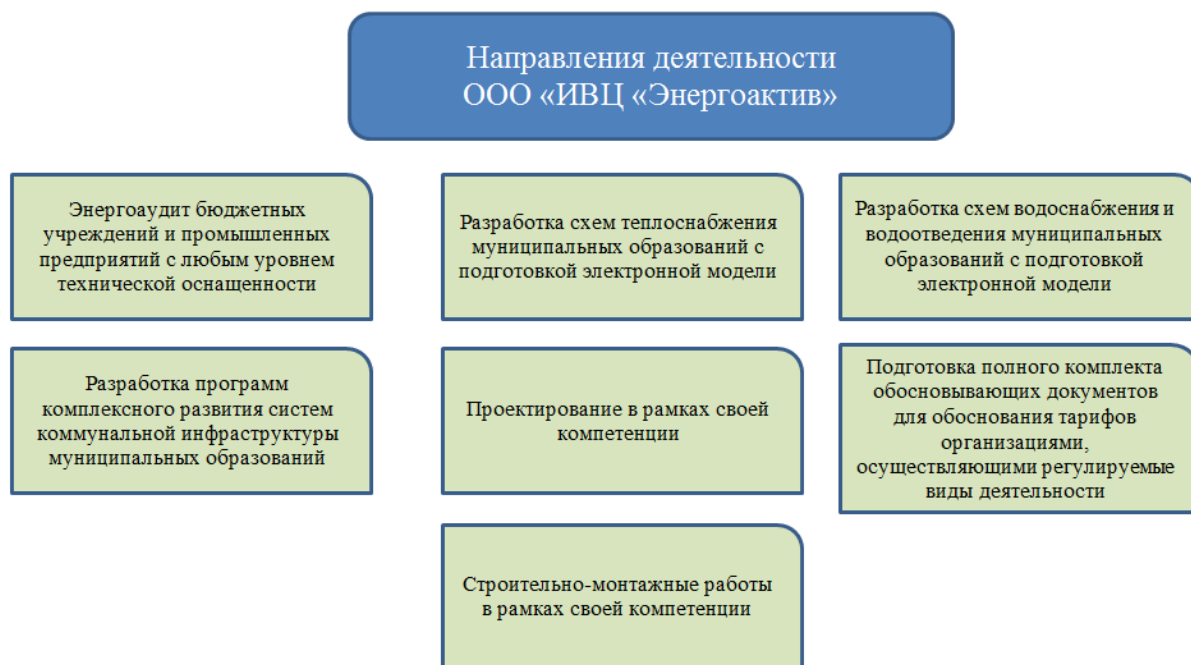 Направления деятельности
ООО «ИВЦ «Энергоактив»
Энергоаудит бюджетных
учреждений и промышленных
предприятий с любым уровнем
технической оснащенности
Разработка схем теплоснабжения
муниципальных образований с
подготовкой электронной модели
Разработка схем водоснабжения и
водоотведения муниципальных
образований с подготовкой
электронной модели
Разработка программ
комплексного развития систем
коммунальной инфраструктуры
муниципальных образований
Проектирование в рамках своей
компетенции
Подготовка полного комплекта
обосновывающих документов
для обоснования тарифов
организациями,
осуществляющими регулируемые
виды деятельности
Строительно-монтажные работы
в рамках своей компетенции